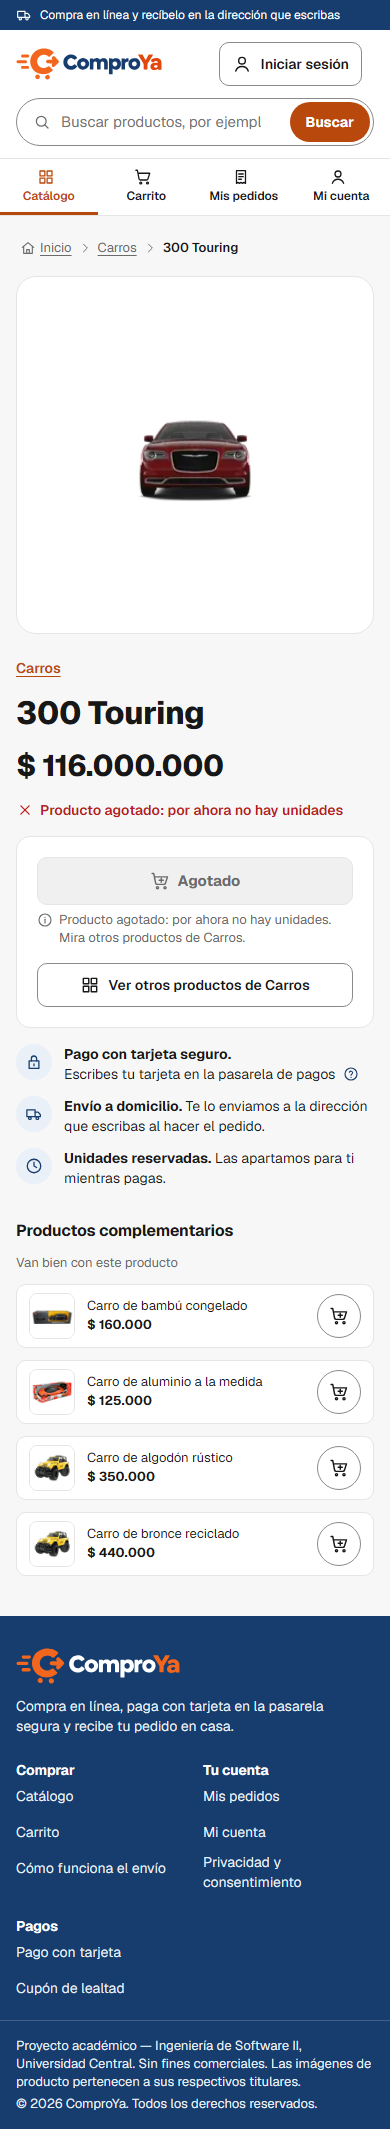 Compra en línea y recíbelo en la dirección que escribas
ComproYa
Iniciar sesión
Buscar productos, por ejempl
Buscar
Catálogo
Carrito
Mis pedidos
Mi cuenta
Inicio
Carros
300 Touring
Carros
300 Touring
$ 116.000.000
Producto agotado: por ahora no hay unidades
Agotado
Producto agotado: por ahora no hay unidades.
Mira otros productos de Carros.
Ver otros productos de Carros
Pago con tarjeta seguro.
Escribes tu tarjeta en la pasarela de pagos
Envío a domicilio. Te lo enviamos a la dirección
que escribas al hacer el pedido.
Unidades reservadas. Las apartamos para ti
mientras pagas.
Productos complementarios
Van bien con este producto
Carro de bambú congelado
$ 160.000
Carro de aluminio a la medida
$ 125.000
Carro de algodón rústico
$ 350.000
Carro de bronce reciclado
$ 440.000
ComproYa
Compra en línea, paga con tarjeta en la pasarela
segura y recibe tu pedido en casa.
Comprar
Catálogo
Carrito
Cómo funciona el envío
Tu cuenta
Mis pedidos
Mi cuenta
Privacidad y
consentimiento
Pagos
Pago con tarjeta
Cupón de lealtad
Proyecto académico — Ingeniería de Software II,
Universidad Central. Sin fines comerciales. Las imágenes de
producto pertenecen a sus respectivos titulares.
© 2026 ComproYa. Todos los derechos reservados.